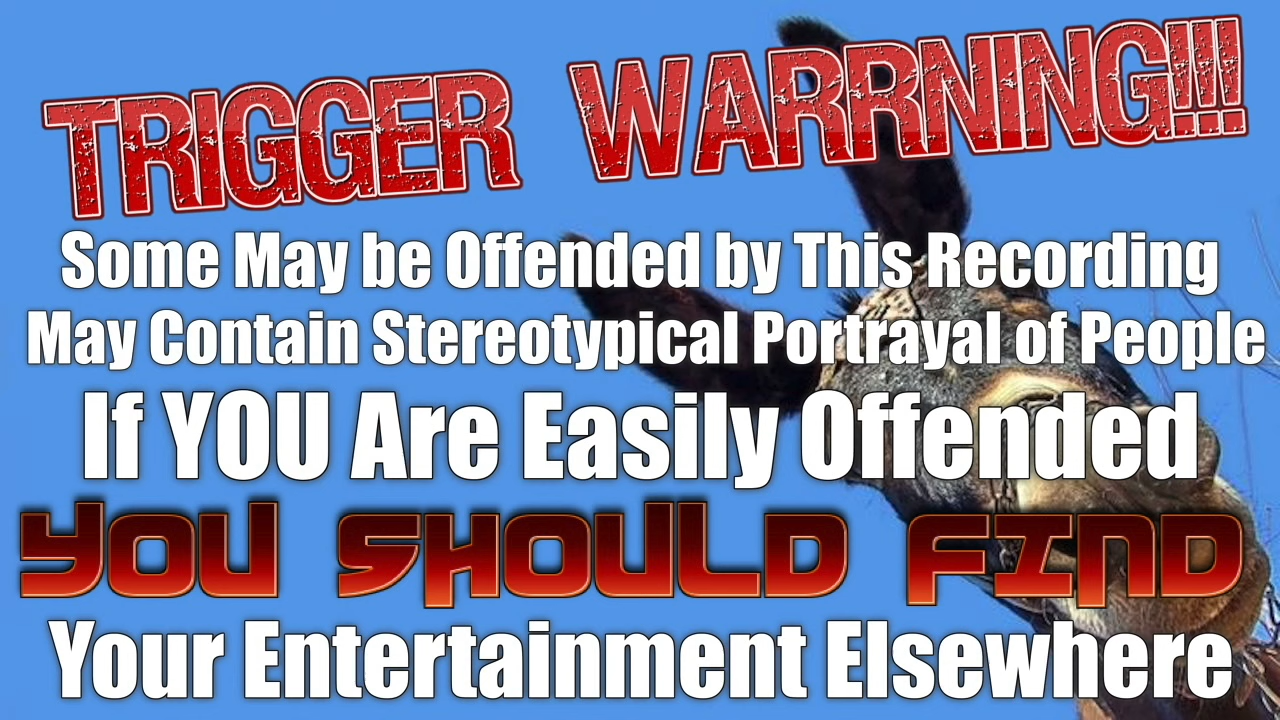 TRIGGER WARRNING!!!
Some May be Offended by This Recording
May Contain Stereotypical Portrayal of People
If YOU Are Easily Offended
YOU SHOULD FIND
Your Entertainment Elsewhere